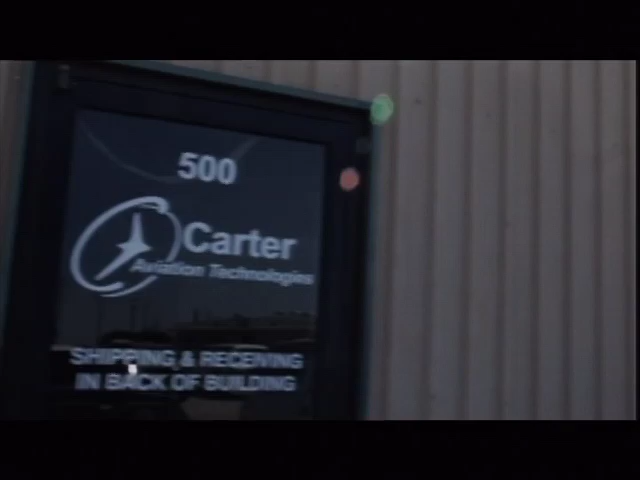 500
Carter
Aviation Technologies
SHIPPING & RECEIVING
IN BACK OF BUILDING